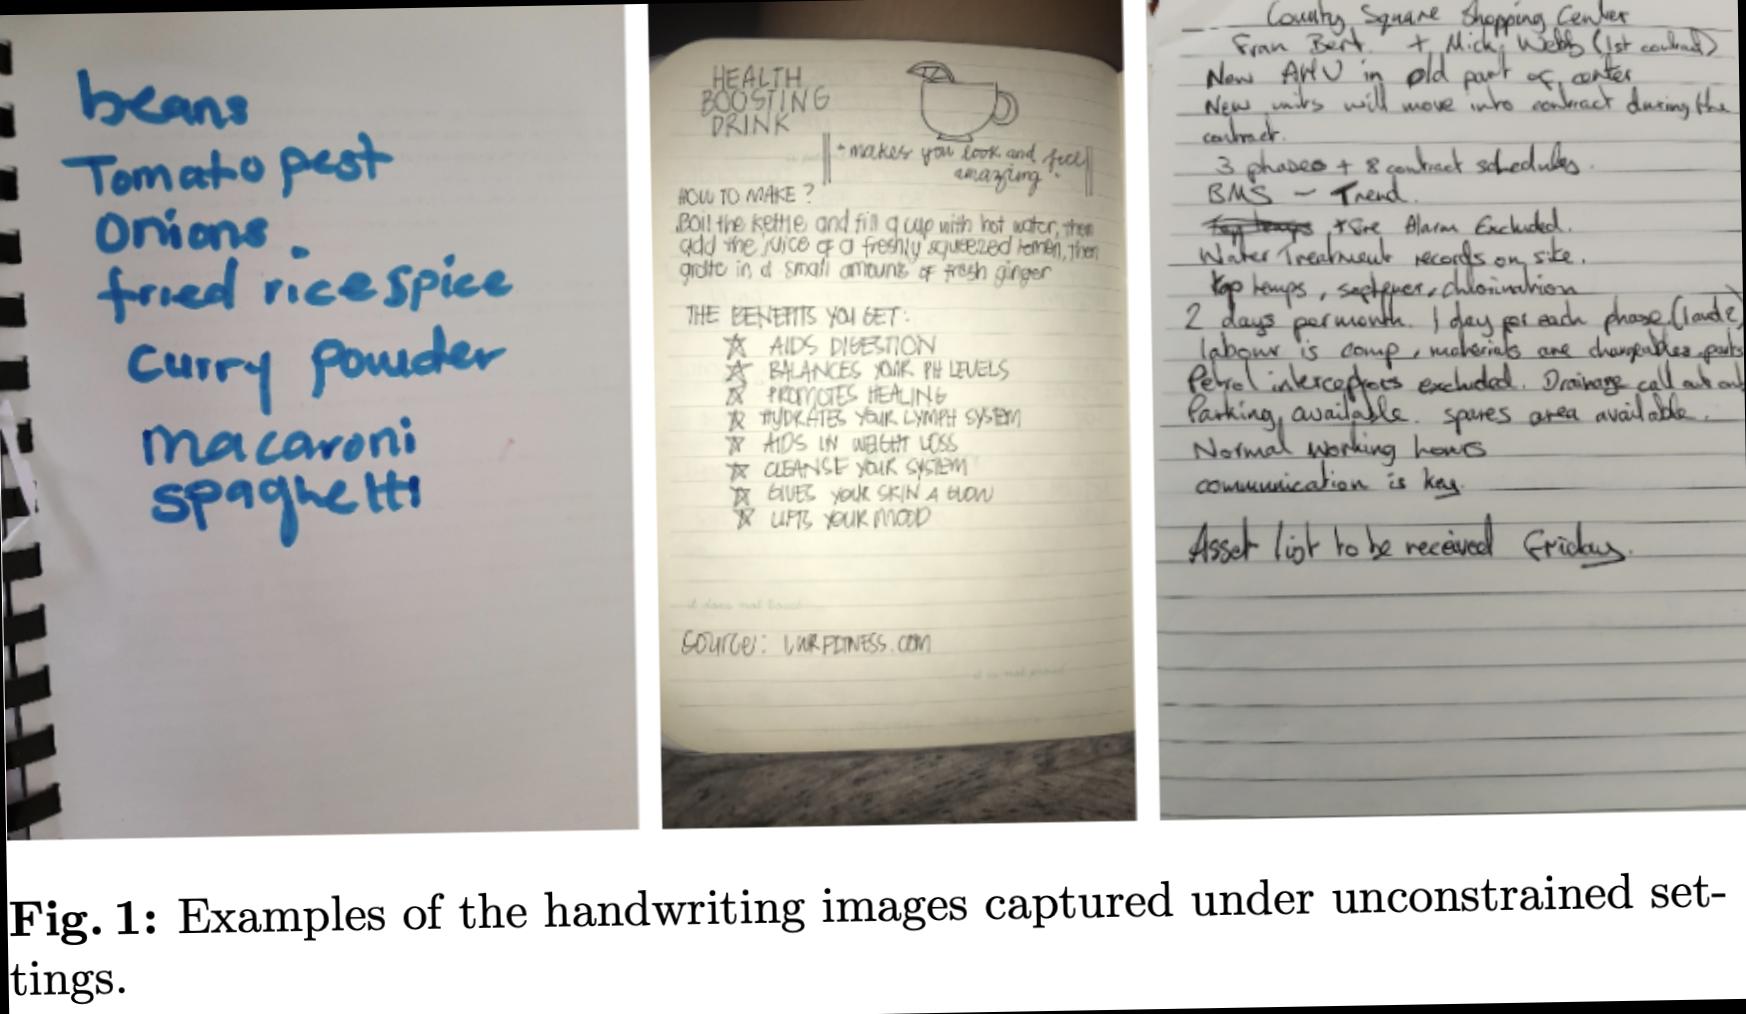 beans
Tomato pest
Onions
fried rice spice
Curry powder
macaroni
spaghetti
HEALTH
BOOSTING
DRINK
+ makes you look and feel
amazing!
HOW TO MAKE?
Boil the kettle and fill a cup with hot water, then
add the juice of a freshly squeezed lemon, then
grate in a small amount of fresh ginger
THE BENEFITS YOU GET:
☆ AIDS DIGESTION
☆ BALANCES YOUR PH LEVELS
☆ PROMOTES HEALING
☆ HYDRATES YOUR LYMPH SYSTEM
☆ AIDS IN WEIGHT LOSS
☆ CLEANSE YOUR SYSTEM
☆ GIVES YOUR SKIN A GLOW
☆ LIFTS YOUR MOOD
source:
County Square Shopping Center
Fran Bert. + Mick Webb (1st contract)
New AHU in old part of center
New units will move into contract during the
contract.
3 phases + 8 contract schedules.
BMS - Trend.
Fire Alarm Excluded.
Water Treatment records on site.
temps, chlorination
2 days per month. 1 day for each phase (1 and 2)
labour is comp, materials are chargeable parts
Petrol interceptors excluded. Drainage call out only
Parking available. spares area available.
Normal working hours
communication is key.
Asset list to be received Friday.
Fig. 1: Examples of the handwriting images captured under unconstrained set-
tings.